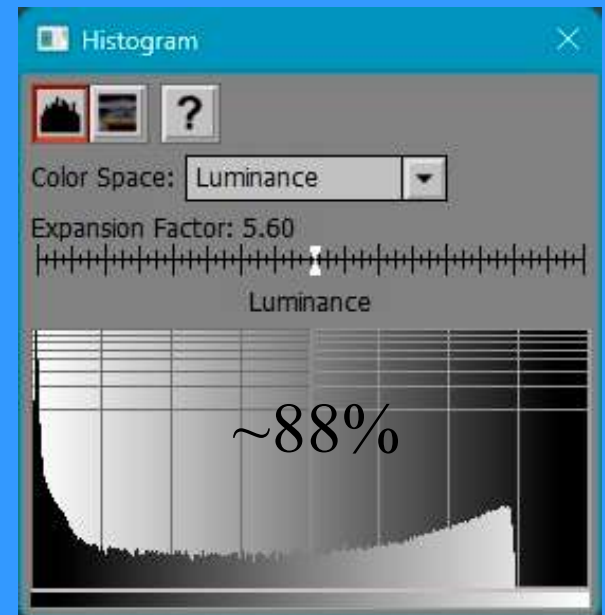 Histogram
?
Color Space: Luminance
Expansion Factor: 5.60
Luminance
~88%